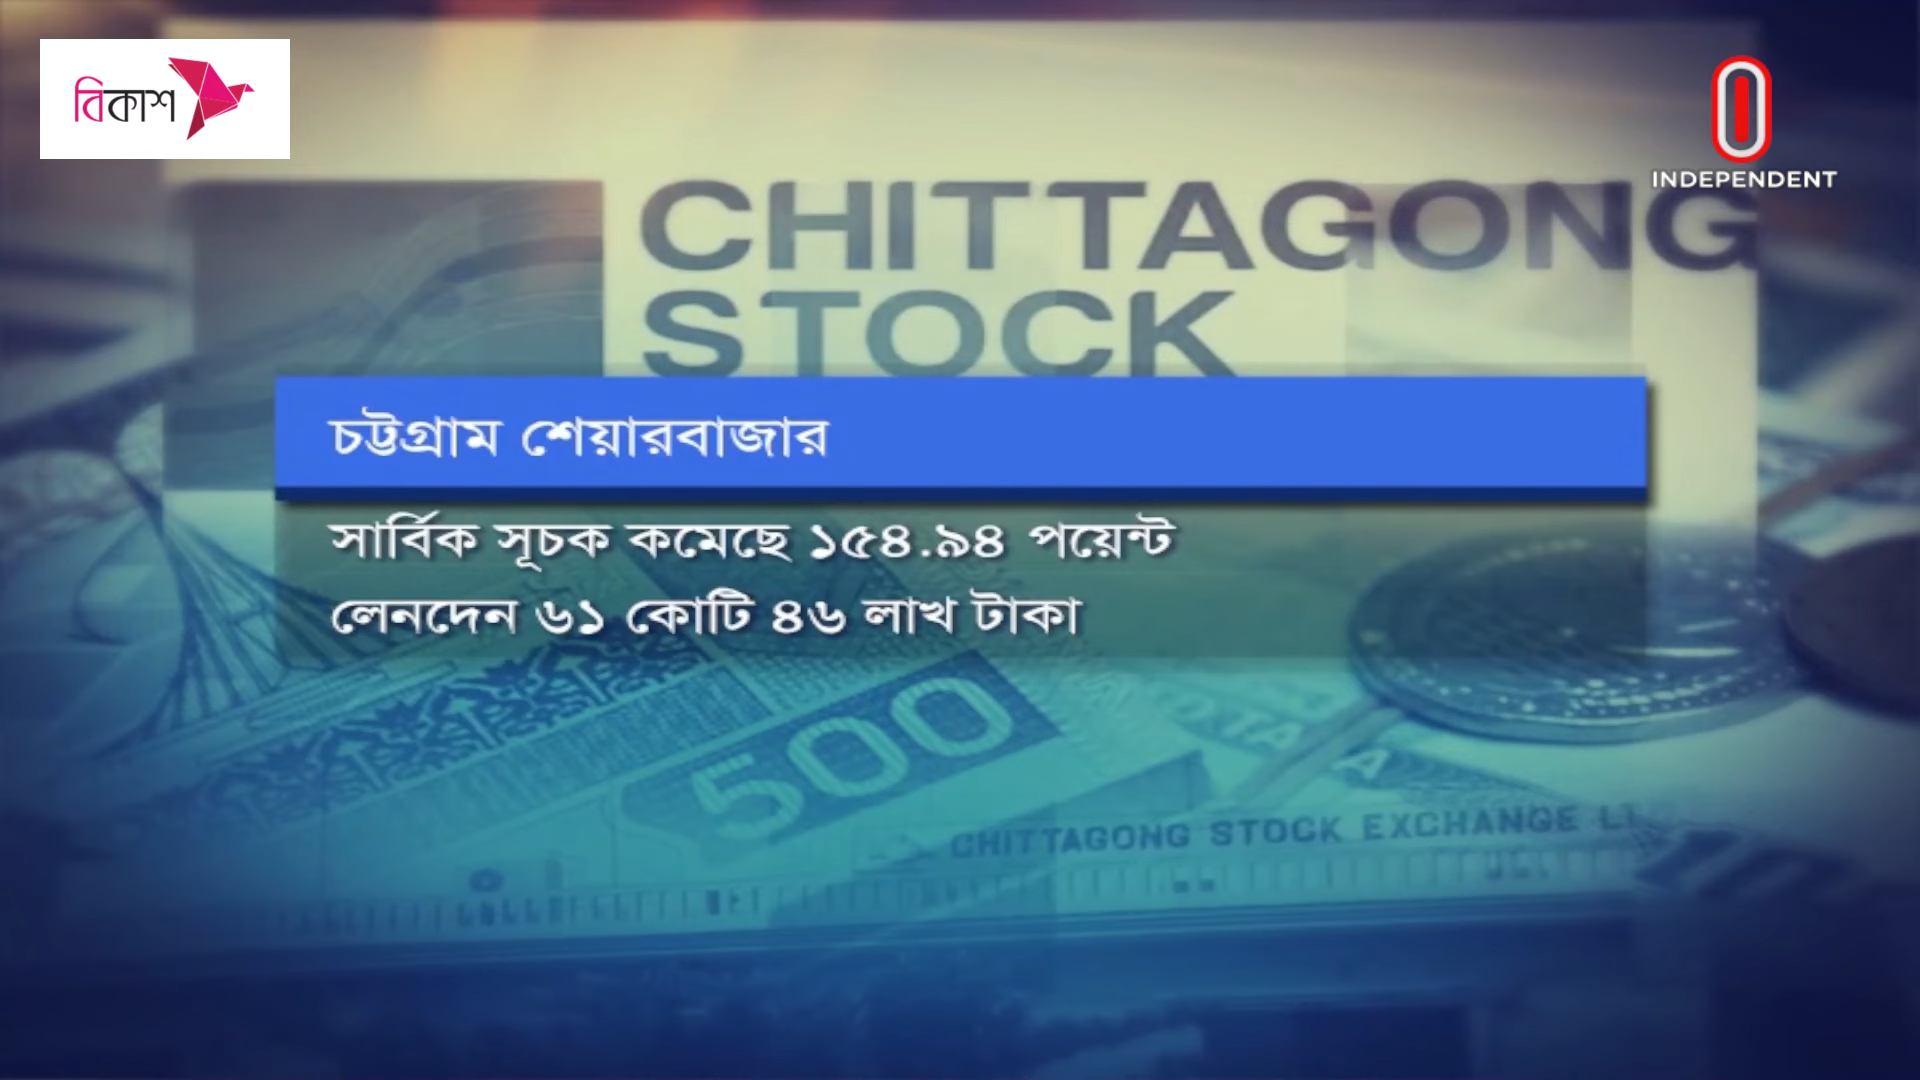 বিকাশ
INDEPENDENT
CHITTAGONG
STOCK
চট্টগ্রাম শেয়ারবাজার
সার্বিক সূচক কমেছে ১৫৪.৯৪ পয়েন্ট
লেনদেন ৬১ কোটি ৪৬ লাখ টাকা
500
CHITTAGONG STOCK EXCHANGE